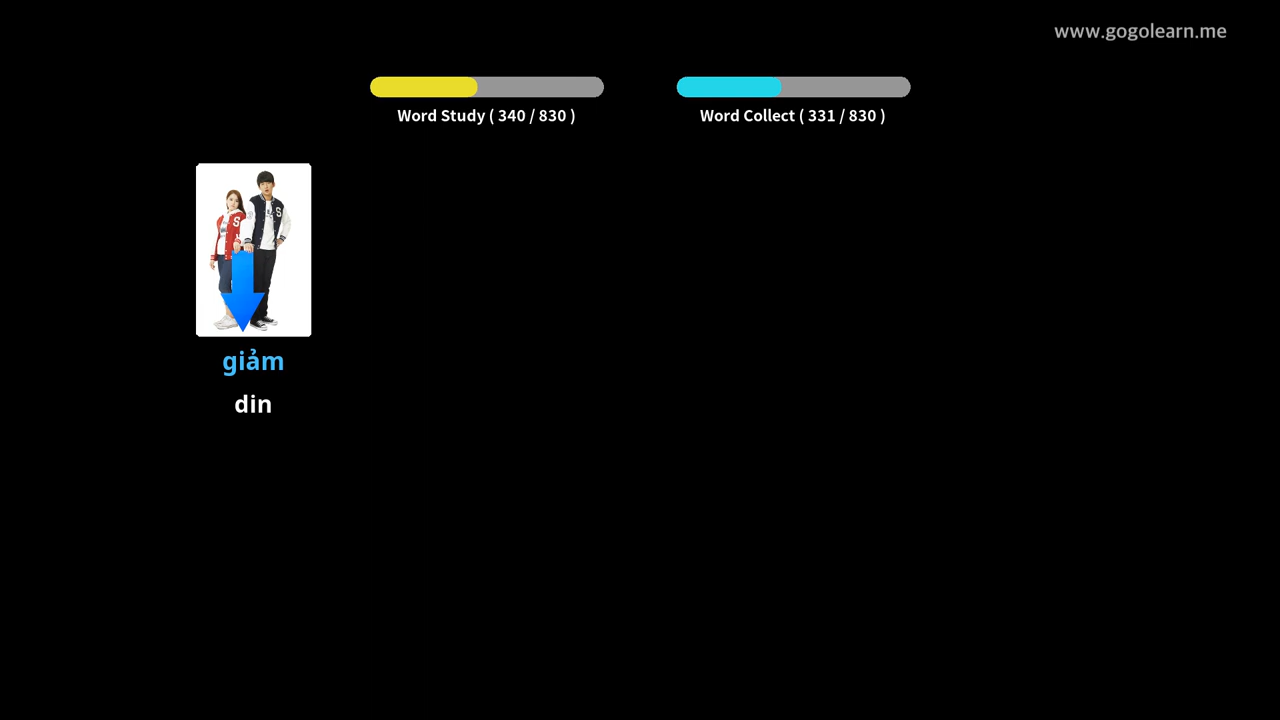 www.gogolearn.me
Word Study ( 340 / 830 )
Word Collect ( 331 / 830 )
S
S
giảm
din